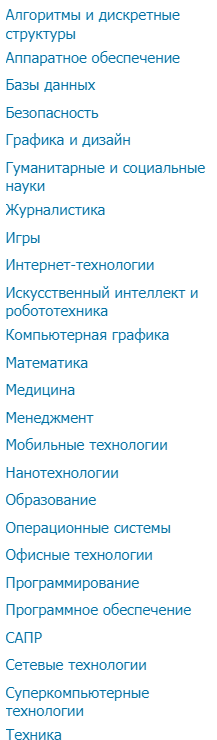 Алгоритмы и дискретные
структуры
Аппаратное обеспечение
Базы данных
Безопасность
Графика и дизайн
Гуманитарные и социальные
науки
Журналистика
Игры
Интернет-технологии
Искусственный интеллект и
робототехника
Компьютерная графика
Математика
Медицина
Менеджмент
Мобильные технологии
Нанотехнологии
Образование
Операционные системы
Офисные технологии
Программирование
Программное обеспечение
САПР
Сетевые технологии
Суперкомпьютерные
технологии
Техника